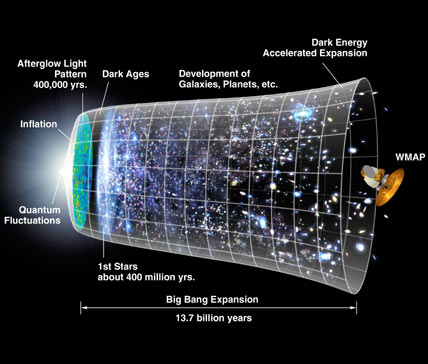 Dark Energy
Accelerated Expansion
Afterglow Light
Pattern
400,000 yrs.
Dark Ages
Development of
Galaxies, Planets, etc.
Inflation
WMAP
Quantum
Fluctuations
1st Stars
about 400 million yrs.
Big Bang Expansion
13.7 billion years